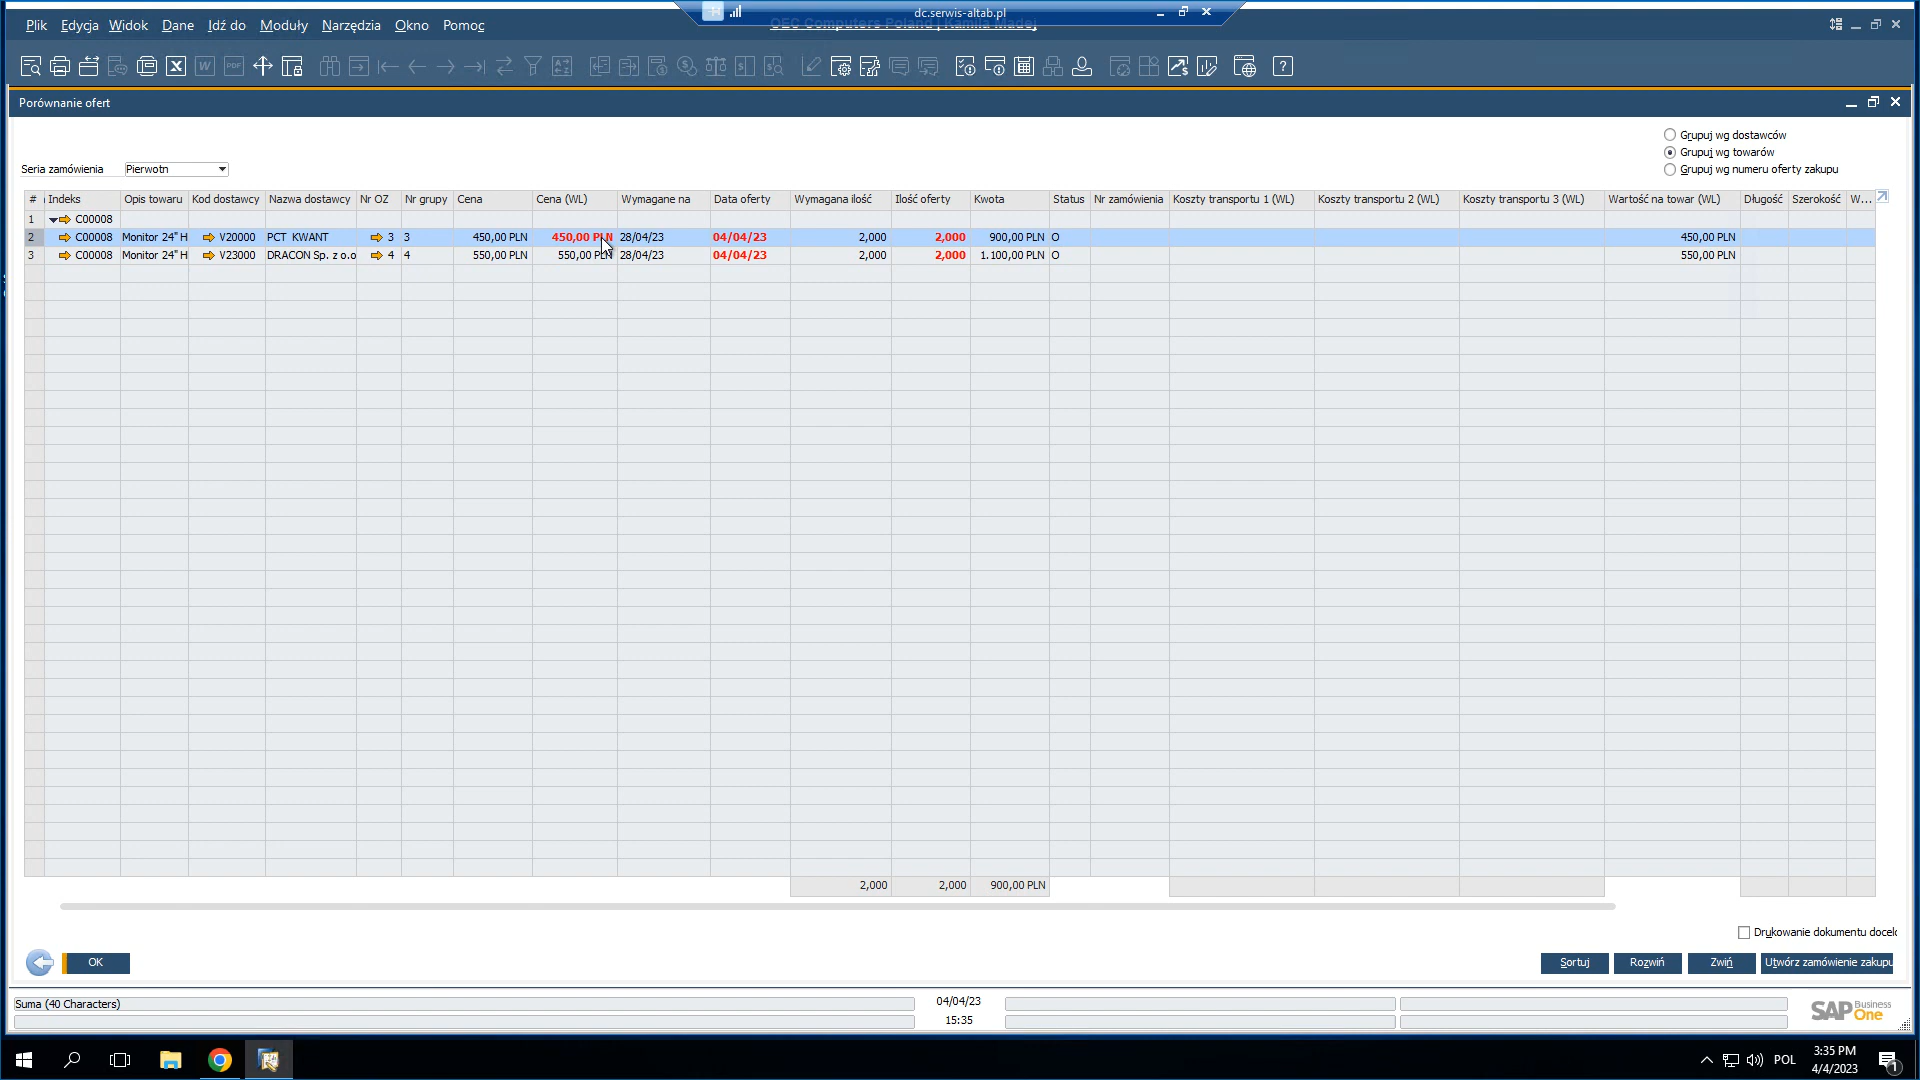 dc.serwis-altab.pl
OEC Computers Poland | Kamila Madej
Plik Edycja Widok Dane Idź do Moduły Narzędzia Okno Pomoc
Porównanie ofert
Grupuj wg dostawców
Grupuj wg towarów
Grupuj wg numeru oferty zakupu
Seria zamówienia Pierwotn
# Indeks Opis towaru Kod dostawcy Nazwa dostawcy Nr OZ Nr grupy Cena Cena (WL) Wymagane na Data oferty Wymagana ilość Ilość oferty Kwota Status Nr zamówienia Koszty transportu 1 (WL) Koszty transportu 2 (WL) Koszty transportu 3 (WL) Wartość na towar (WL) Długość Szerokość W...
1 C00008
2 C00008 Monitor 24" H V20000 PCT KWANT 3 3 450,00 PLN 450,00 PLN 28/04/23 04/04/23 2,000 2,000 900,00 PLN O 450,00 PLN
3 C00008 Monitor 24" H V23000 DRACON Sp. z o.o 4 4 550,00 PLN 550,00 PLN 28/04/23 04/04/23 2,000 2,000 1.100,00 PLN O 550,00 PLN
2,000 2,000 900,00 PLN
Drukowanie dokumentu docelo
OK Sortuj Rozwiń Zwiń Utwórz zamówienie zakupu
Suma (40 Characters) 04/04/23
15:35
SAP Business One
POL 3:35 PM
4/4/2023
1